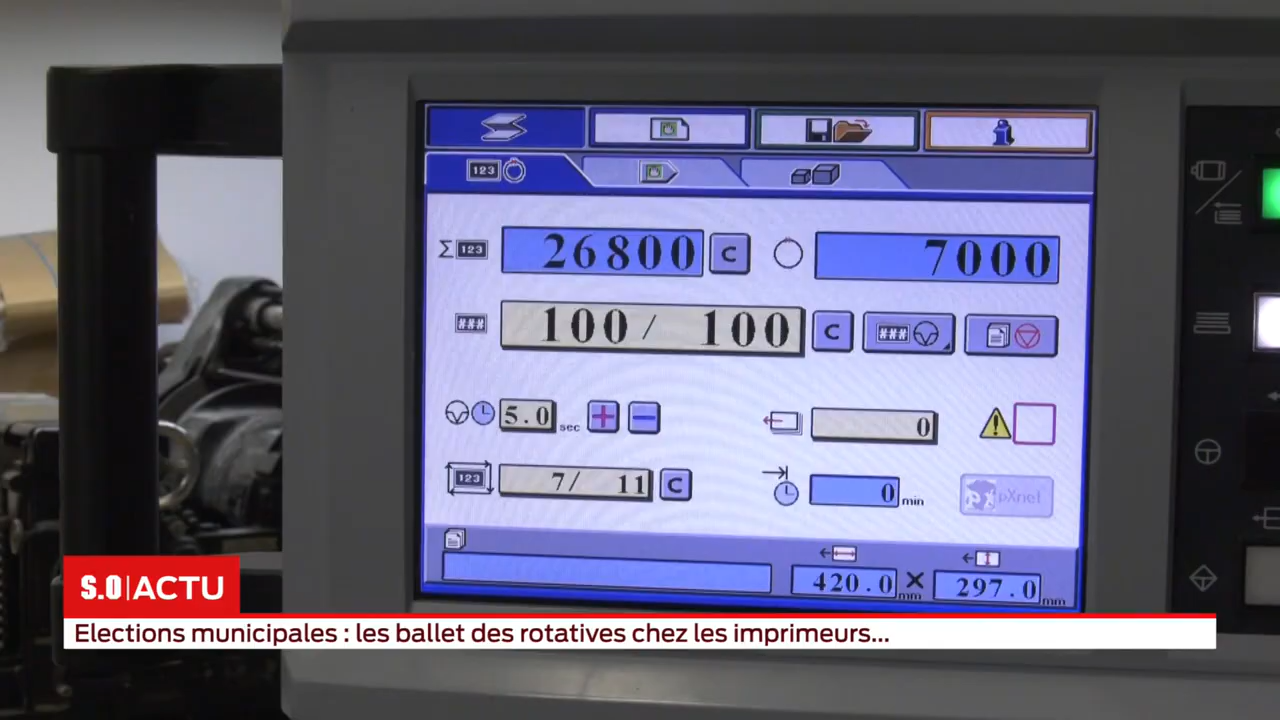 123
Σ 123 26800 C 7000
### 100/ 100 C ###
5.0 sec + − 0
123 7/ 11 C 0 min pXnet
420.0 mm × 297.0 mm
S.O|ACTU
Elections municipales : les ballet des rotatives chez les imprimeurs...